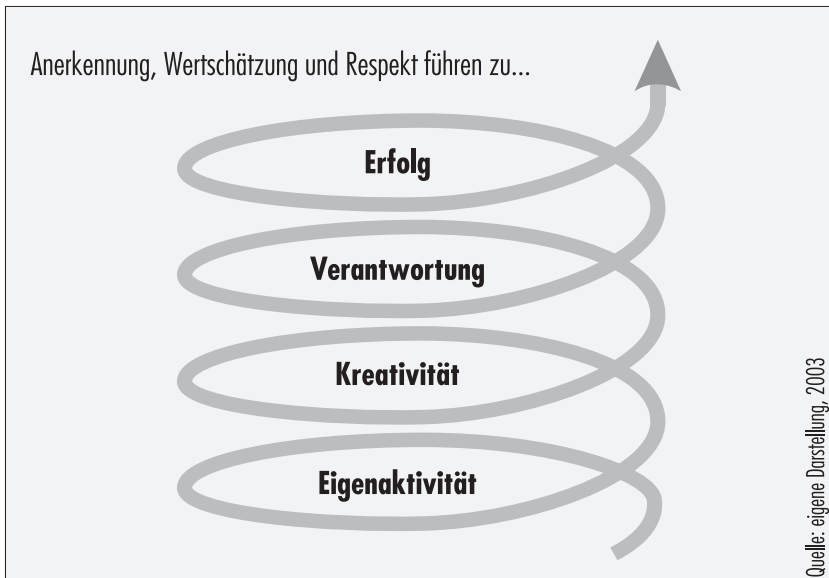 Anerkennung, Wertschätzung und Respekt führen zu...
Erfolg
Verantwortung
Kreativität
Eigenaktivität
Quelle: eigene Darstellung, 2003